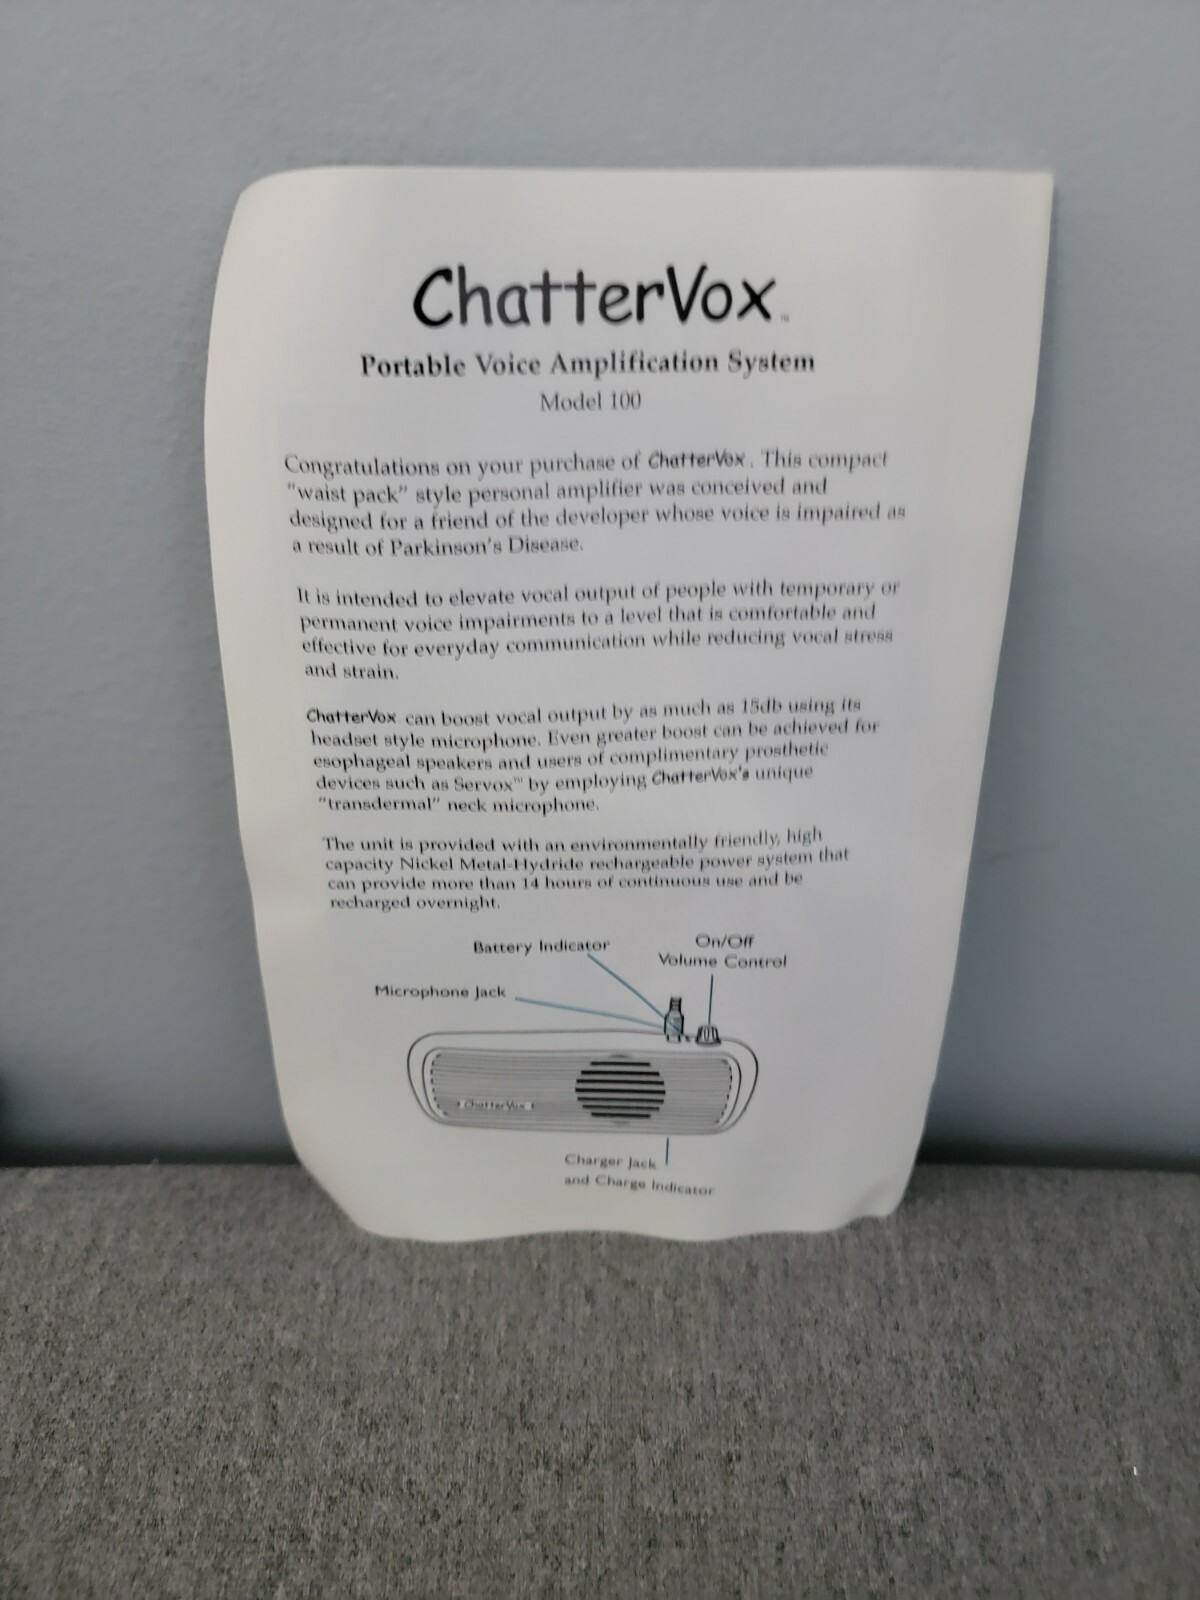 ChatterVox™
Portable Voice Amplification System
Model 100
Congratulations on your purchase of ChatterVox. This compact
"waist pack" style personal amplifier was conceived and
designed for a friend of the developer whose voice is impaired as
a result of Parkinson's Disease.
It is intended to elevate vocal output of people with temporary or
permanent voice impairments to a level that is comfortable and
effective for everyday communication while reducing vocal stress
and strain.
ChatterVox can boost vocal output by as much as 15db using its
headset style microphone. Even greater boost can be achieved for
esophageal speakers and users of complimentary prosthetic
devices such as Servox™ by employing ChatterVox's unique
"transdermal" neck microphone.
The unit is provided with an environmentally friendly, high
capacity Nickel Metal-Hydride rechargeable power system that
can provide more than 14 hours of continuous use and be
recharged overnight.
Battery Indicator
On/Off
Volume Control
Microphone Jack
ChatterVox
Charger Jack
and Charge Indicator